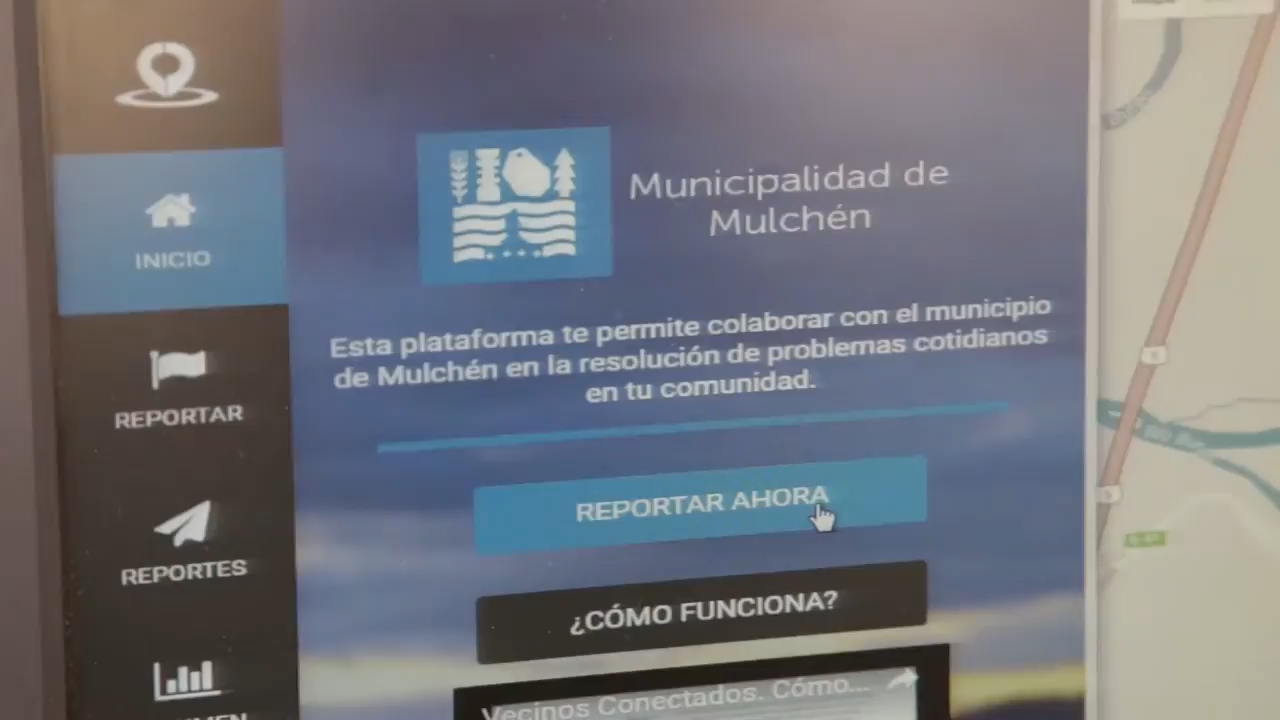 INICIO
REPORTAR
REPORTES
Municipalidad de
Mulchén
Esta plataforma te permite colaborar con el municipio
de Mulchén en la resolución de problemas cotidianos
en tu comunidad.
REPORTAR AHORA
¿CÓMO FUNCIONA?
Vecinos Conectados. Cómo...